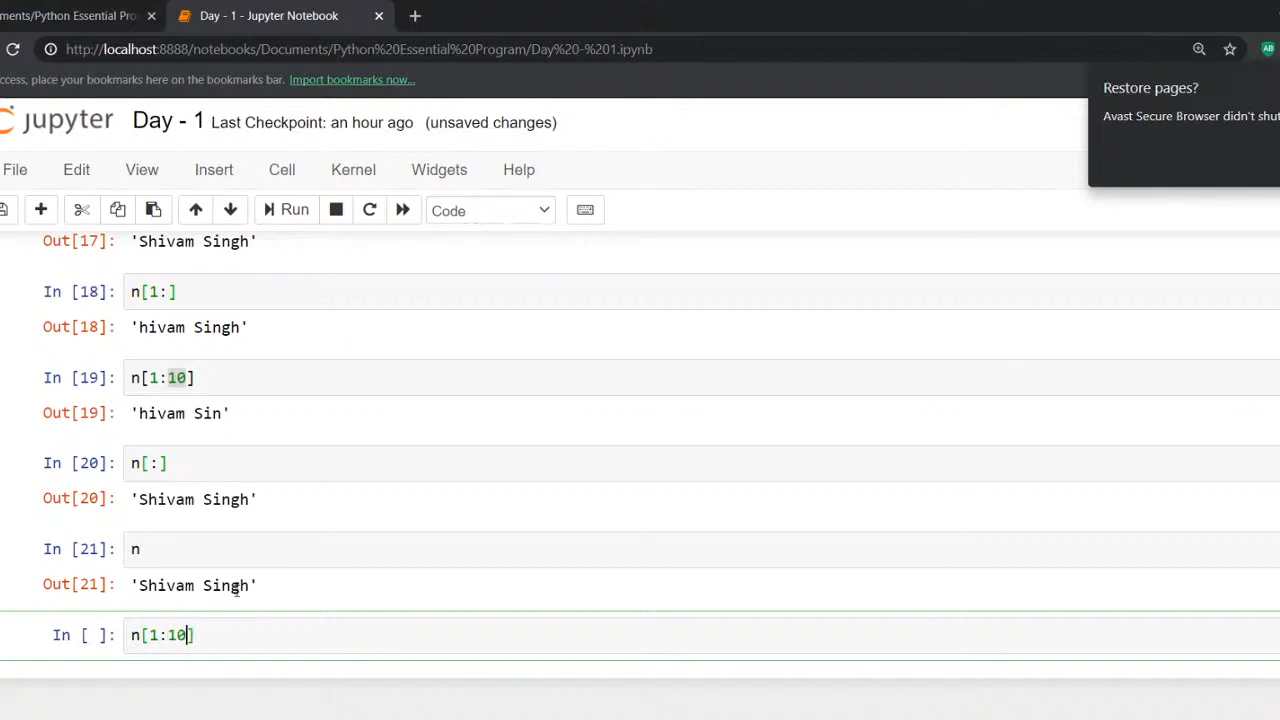 ments/Python Essential Pro
Day - 1 - Jupyter Notebook
http://localhost:8888/notebooks/Documents/Python%20Essential%20Program/Day%20-%201.ipynb
AB
ccess, place your bookmarks here on the bookmarks bar. Import bookmarks now...
Restore pages?
Avast Secure Browser didn't shut
jupyter Day - 1 Last Checkpoint: an hour ago (unsaved changes)
File Edit View Insert Cell Kernel Widgets Help
Run Code
Out[17]: 'Shivam Singh'
In [18]: n[1:]
Out[18]: 'hivam Singh'
In [19]: n[1:10]
Out[19]: 'hivam Sin'
In [20]: n[:]
Out[20]: 'Shivam Singh'
In [21]: n
Out[21]: 'Shivam Singh'
In [ ]: n[1:10]